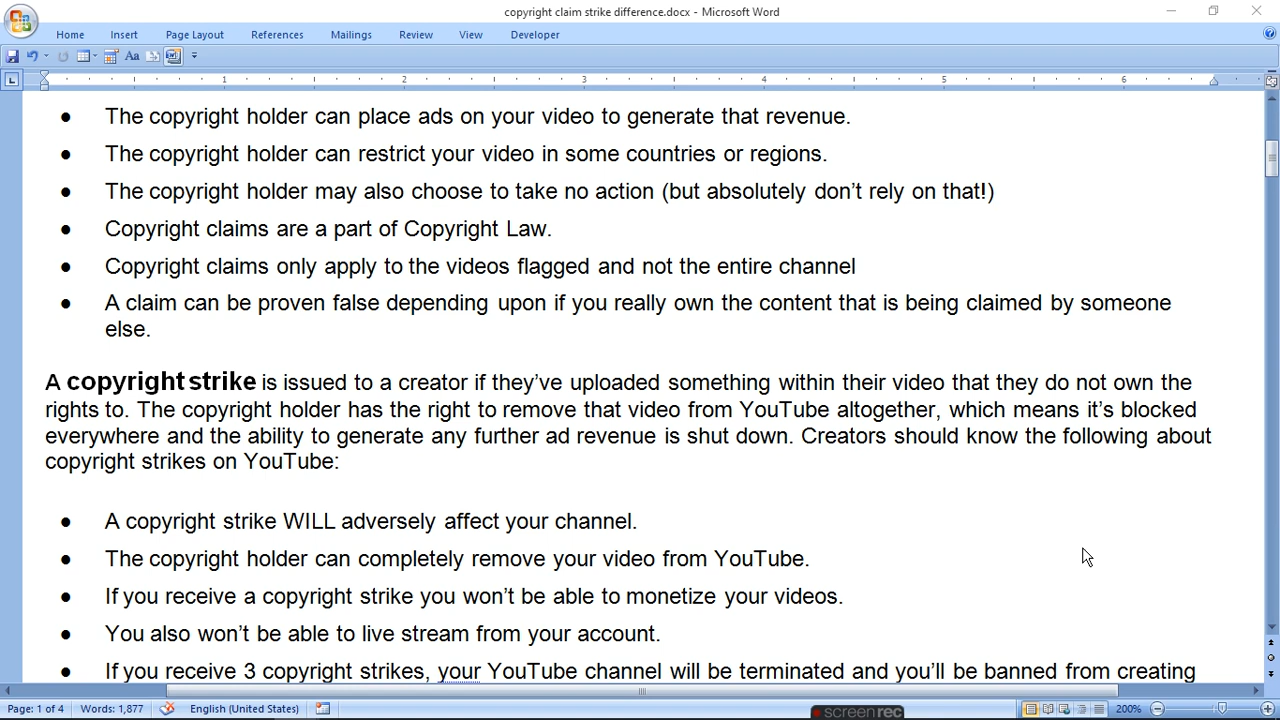 copyright claim strike difference.docx - Microsoft Word
Home Insert Page Layout References Mailings Review View Developer
Aa
1 2 3 4 5 6
● The copyright holder can place ads on your video to generate that revenue.
● The copyright holder can restrict your video in some countries or regions.
● The copyright holder may also choose to take no action (but absolutely don’t rely on that!)
● Copyright claims are a part of Copyright Law.
● Copyright claims only apply to the videos flagged and not the entire channel
● A claim can be proven false depending upon if you really own the content that is being claimed by someone
else.
A copyright strike is issued to a creator if they’ve uploaded something within their video that they do not own the
rights to. The copyright holder has the right to remove that video from YouTube altogether, which means it’s blocked
everywhere and the ability to generate any further ad revenue is shut down. Creators should know the following about
copyright strikes on YouTube:
● A copyright strike WILL adversely affect your channel.
● The copyright holder can completely remove your video from YouTube.
● If you receive a copyright strike you won’t be able to monetize your videos.
● You also won’t be able to live stream from your account.
● If you receive 3 copyright strikes, your YouTube channel will be terminated and you’ll be banned from creating
Page: 1 of 4 Words: 1,877 English (United States) 200%
screenrec